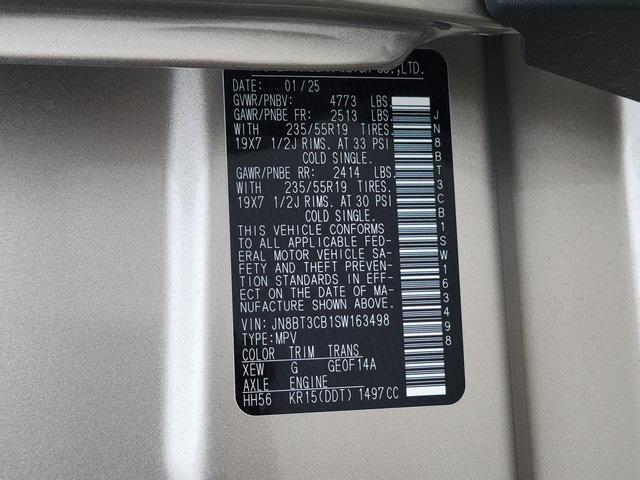 MOTOR CO.,LTD.
DATE: 01/25
GVWR/PNBV: 4773 LBS.
GAWR/PNBE FR: 2513 LBS.
WITH 235/55R19 TIRES.
19X7 1/2J RIMS. AT 33 PSI
COLD SINGLE.
GAWR/PNBE RR: 2414 LBS.
WITH 235/55R19 TIRES.
19X7 1/2J RIMS. AT 30 PSI
COLD SINGLE.
THIS VEHICLE CONFORMS
TO ALL APPLICABLE FED-
ERAL MOTOR VEHICLE SA-
FETY AND THEFT PREVEN-
TION STANDARDS IN EFF-
ECT ON THE DATE OF MA-
NUFACTURE SHOWN ABOVE.
VIN: JN8BT3CB1SW163498
TYPE:MPV
COLOR TRIM TRANS
XEW G GE0F14A
AXLE ENGINE
HH56 KR15(DDT) 1497CC
JN8BT3CB1SW163498